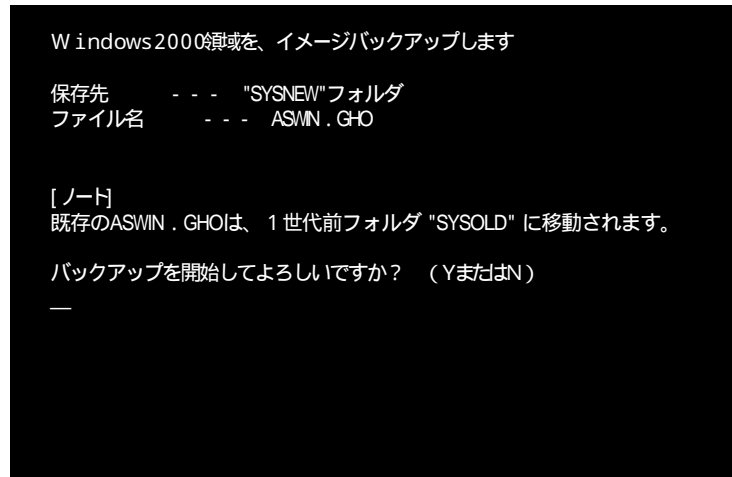 Windows2000領域を、イメージバックアップします
保存先 - - - "SYSNEW"フォルダ
ファイル名 - - - ASWIN.GHO
[ノート]
既存のASWIN.GHOは、1世代前フォルダ "SYSOLD" に移動されます。
バックアップを開始してよろしいですか? (YまたはN)
__